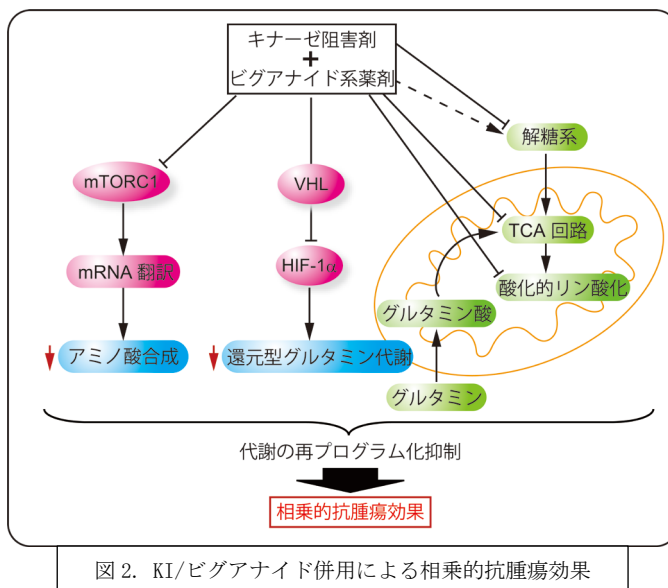 キナーゼ阻害剤
+
ビグアナイド系薬剤
解糖系
mTORC1
VHL
TCA 回路
mRNA 翻訳
HIF-1α
酸化的リン酸化
グルタミン酸
アミノ酸合成
還元型グルタミン代謝
グルタミン
代謝の再プログラム化抑制
相乗的抗腫瘍効果
図 2. KI/ビグアナイド併用による相乗的抗腫瘍効果